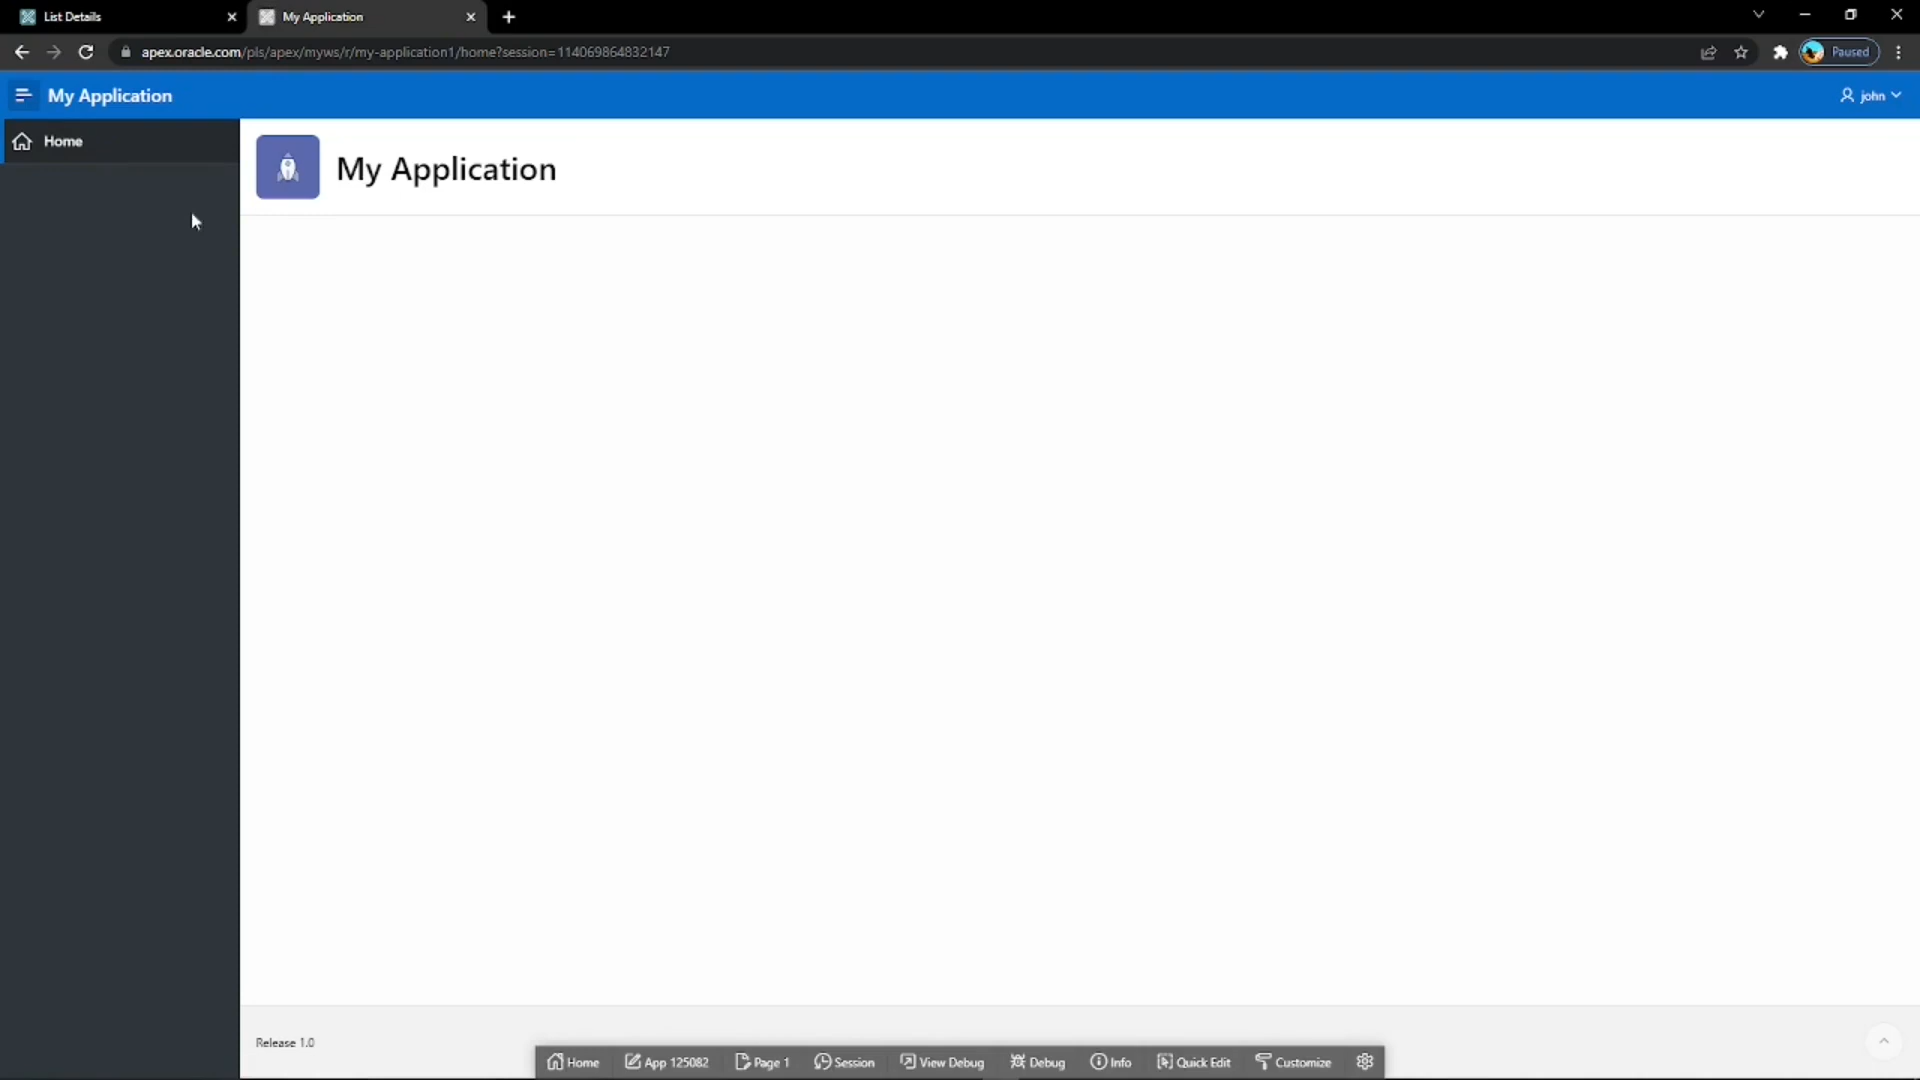 List Details
My Application
apex.oracle.com/pls/apex/myws/r/my-application1/home?session=114069864832147
Paused
My Application
john
Home
My Application
Release 1.0
Home
App 125082
Page 1
Session
View Debug
Debug
Info
Quick Edit
Customize